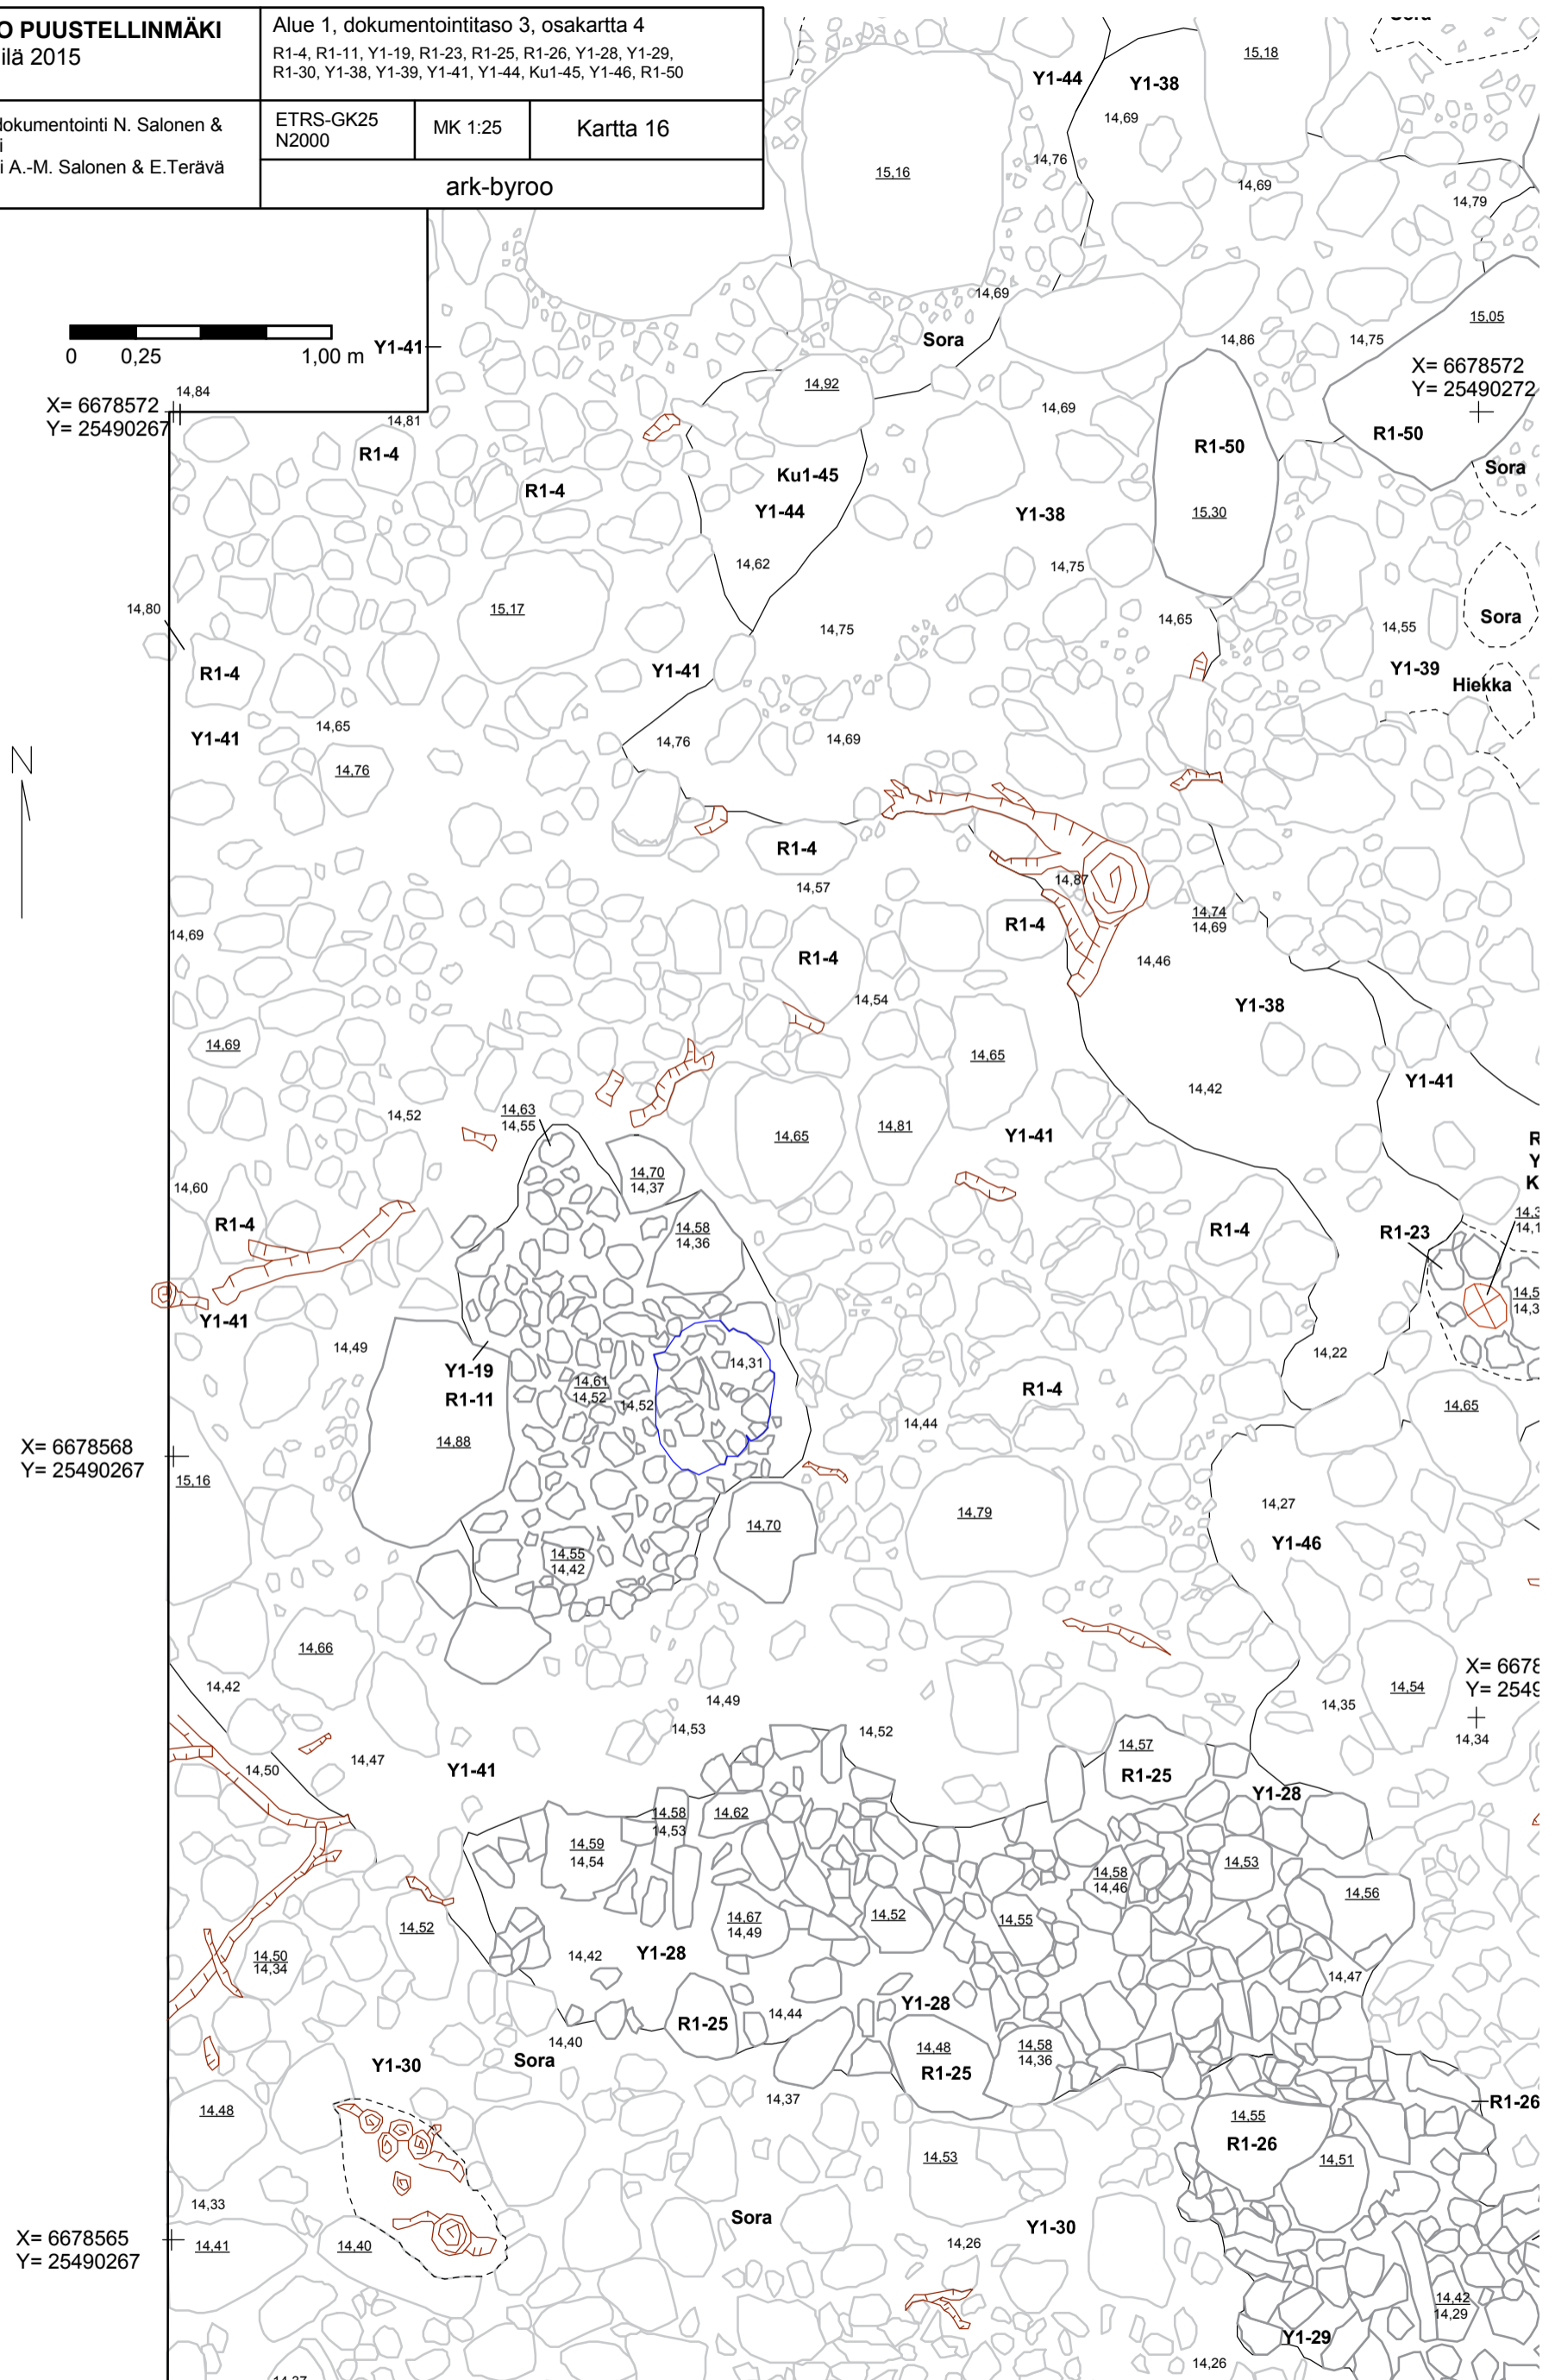 O PUUSTELLINMÄKI
ilä 2015
Alue 1, dokumentointitaso 3, osakartta 4
R1-4, R1-11, Y1-19, R1-23, R1-25, R1-26, Y1-28, Y1-29,
R1-30, Y1-38, Y1-39, Y1-41, Y1-44, Ku1-45, Y1-46, R1-50
dokumentointi N. Salonen &
i
i A.-M. Salonen & E.Terävä
ETRS-GK25
N2000
MK 1:25
Kartta 16
ark-byroo
15,18
Y1-44
Y1-38
14,69
14,76
15,16
14,69
14,79
14,69
15,05
0 0,25 1,00 m
Y1-41
Sora
14,86
14,75
X= 6678572
Y= 25490272
14,84
X= 6678572
Y= 25490267
14,81
14,92
14,69
R1-4
R1-50
R1-50
Sora
R1-4
Ku1-45
Y1-44
Y1-38
15,30
14,62
14,75
14,80
15,17
14,75
14,65
14,55
Sora
R1-4
Y1-41
Y1-39
Hiekka
14,65
Y1-41
14,76
14,69
14,76
N
R1-4
14,57
14,87
14,74
14,69
14,69
R1-4
R1-4
14,46
14,54
Y1-38
14,69
14,65
14,52
14,63
14,55
14,65
14,81
Y1-41
14,42
Y1-41
R
Y
K
14,60
14,70
14,37
R1-4
14,58
14,36
R1-4
R1-23
14,3
14,1
Y1-41
14,5
14,3
14,49
14,31
14,22
Y1-19
R1-11
14,61
14,52
14,52
R1-4
14,44
14,65
14,88
X= 6678568
Y= 25490267
15,16
14,79
14,27
14,70
Y1-46
14,55
14,42
14,66
14,42
14,49
14,53
14,52
14,35
14,54
X= 6678
Y= 2549
14,34
14,47
14,50
Y1-41
14,57
R1-25
Y1-28
14,58
14,53
14,62
14,59
14,54
14,58
14,46
14,53
14,56
14,52
14,67
14,49
14,52
14,55
14,50
14,34
14,42
Y1-28
14,47
Y1-28
14,44
R1-25
14,40
Sora
Y1-30
14,48
R1-25
14,58
14,36
14,37
14,48
14,55
R1-26
R1-26
14,53
14,51
14,33
Sora
Y1-30
X= 6678565
Y= 25490267
14,41
14,40
14,26
14,42
14,29
Y1-29
14,26